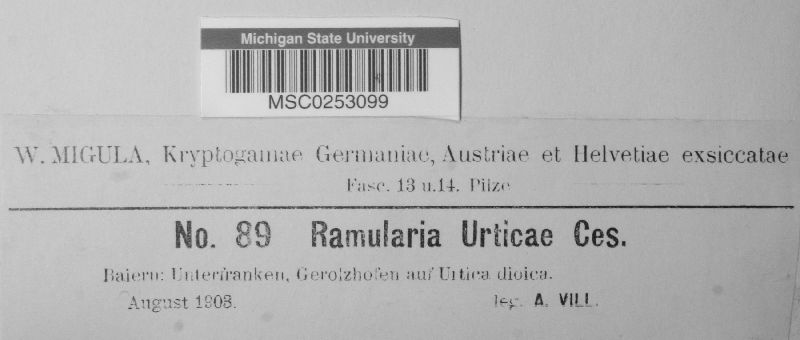 Michigan State University
MSC0253099
W. MIGULA, Kryptogamae Germaniae, Austriae et Helvetiae exsiccatae
Fasc. 13 u.14. Pilze
No. 89 Ramularia Urticae Ces.
Baiern: Unterfranken, Gerolzhofen auf Urtica dioica.
August 1908. leg. A. VILL.